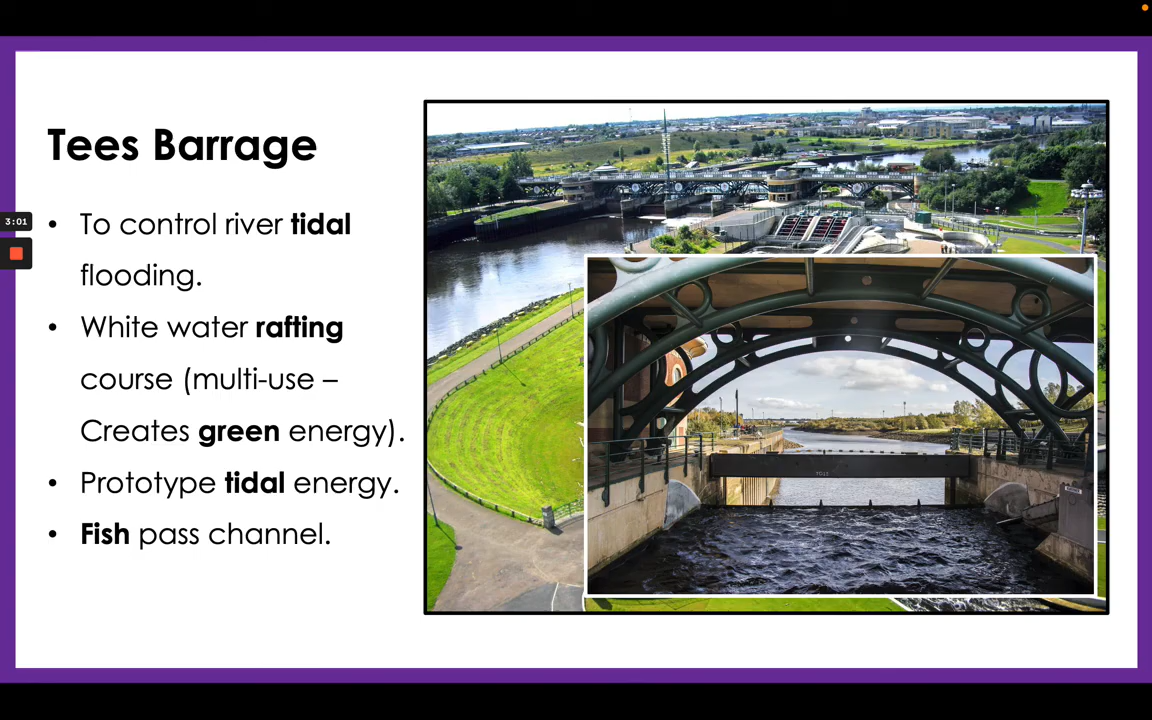 Tees Barrage
3:01
• To control river tidal
flooding.
• White water rafting
course (multi-use –
Creates green energy).
• Prototype tidal energy.
• Fish pass channel.